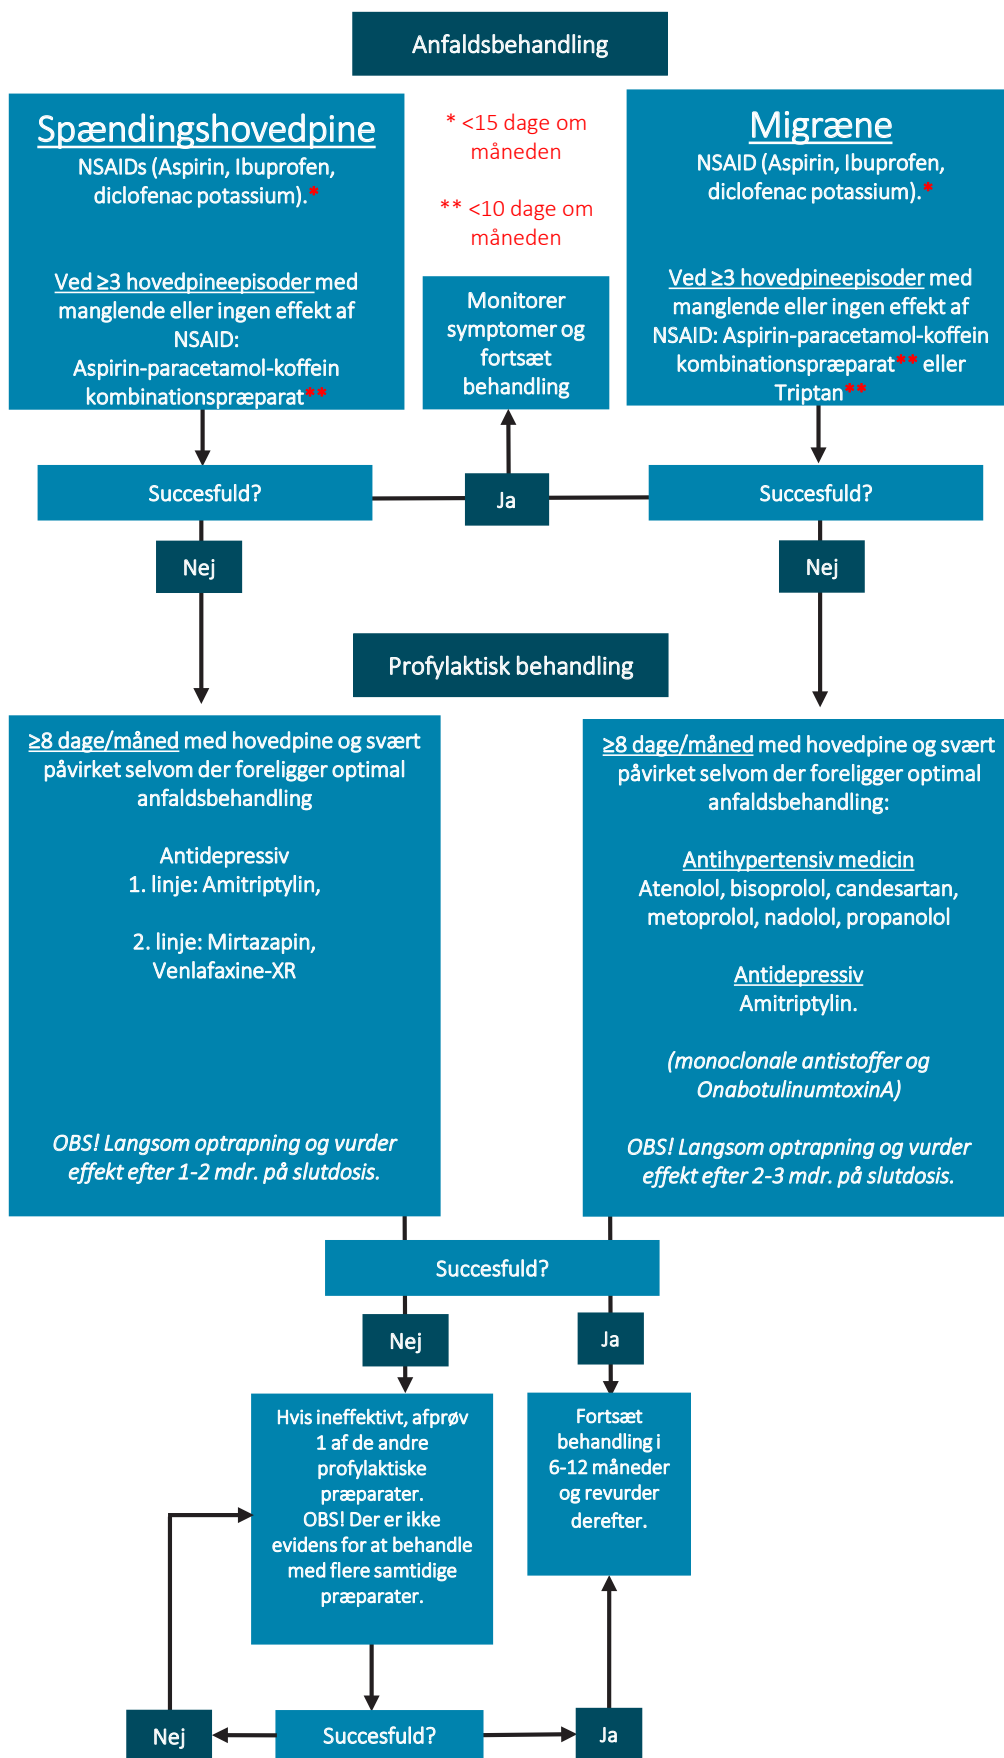 Anfaldsbehandling
Spændingshovedpine
NSAIDs (Aspirin, Ibuprofen,
diclofenac potassium).*
Ved ≥3 hovedpineepisoder med
manglende eller ingen effekt af
NSAID:
Aspirin-paracetamol-koffein
kombinationspræparat**
* <15 dage om
måneden
** <10 dage om
måneden
Monitorer
symptomer og
fortsæt
behandling
Migræne
NSAID (Aspirin, Ibuprofen,
diclofenac potassium).*
Ved ≥3 hovedpineepisoder med
manglende eller ingen effekt af
NSAID: Aspirin-paracetamol-koffein
kombinationspræparat** eller
Triptan**
Succesfuld?
Ja
Succesfuld?
Nej
Nej
Profylaktisk behandling
≥8 dage/måned med hovedpine og svært
påvirket selvom der foreligger optimal
anfaldsbehandling
Antidepressiv
1. linje: Amitriptylin,
2. linje: Mirtazapin,
Venlafaxine-XR
OBS! Langsom optrapning og vurder
effekt efter 1-2 mdr. på slutdosis.
≥8 dage/måned med hovedpine og svært
påvirket selvom der foreligger optimal
anfaldsbehandling:
Antihypertensiv medicin
Atenolol, bisoprolol, candesartan,
metoprolol, nadolol, propanolol
Antidepressiv
Amitriptylin.
(monoclonale antistoffer og
OnabotulinumtoxinA)
OBS! Langsom optrapning og vurder
effekt efter 2-3 mdr. på slutdosis.
Succesfuld?
Nej
Ja
Hvis ineffektivt, afprøv
1 af de andre
profylaktiske
præparater.
OBS! Der er ikke
evidens for at behandle
med flere samtidige
præparater.
Fortsæt
behandling i
6-12 måneder
og revurder
derefter.
Nej
Succesfuld?
Ja